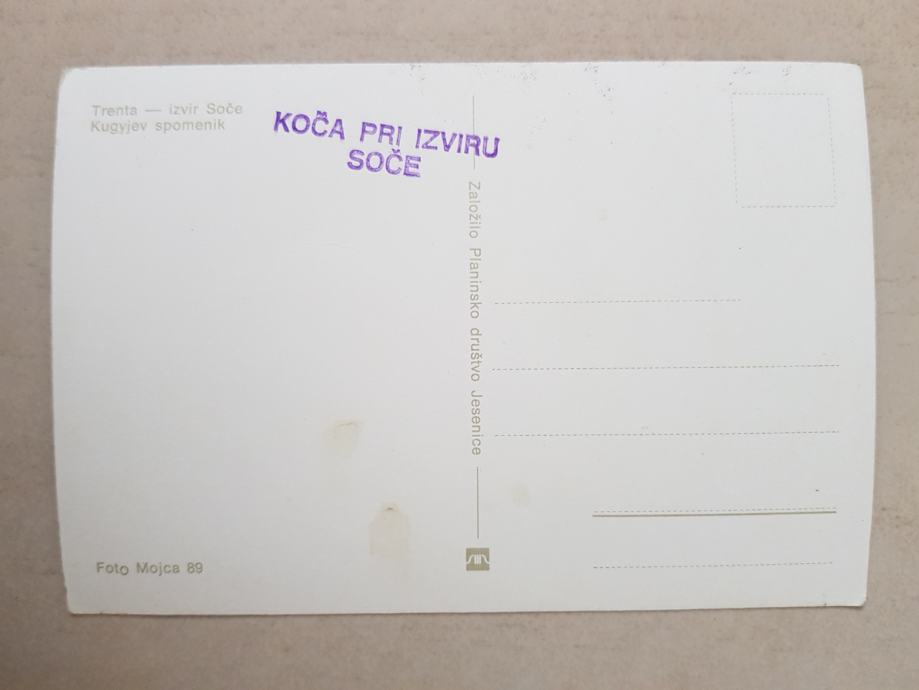 Trenta — izvir Soče
Kugyjev spomenik
KOČA PRI IZVIRU
SOČE
Založilo Planinsko društvo Jesenice
Foto Mojca 89